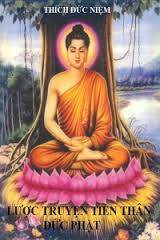 THÍCH ĐỨC NIỆM
LƯỢC TRUYỆN TIỀN THÂN
ĐỨC PHẬT